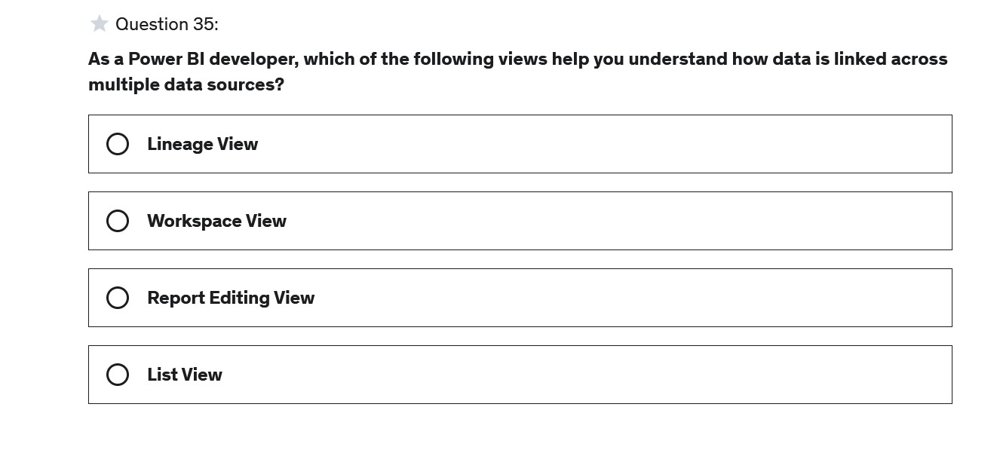 Question 35:
As a Power BI developer, which of the following views help you understand how data is linked across
multiple data sources?
Lineage View
Workspace View
Report Editing View
List View